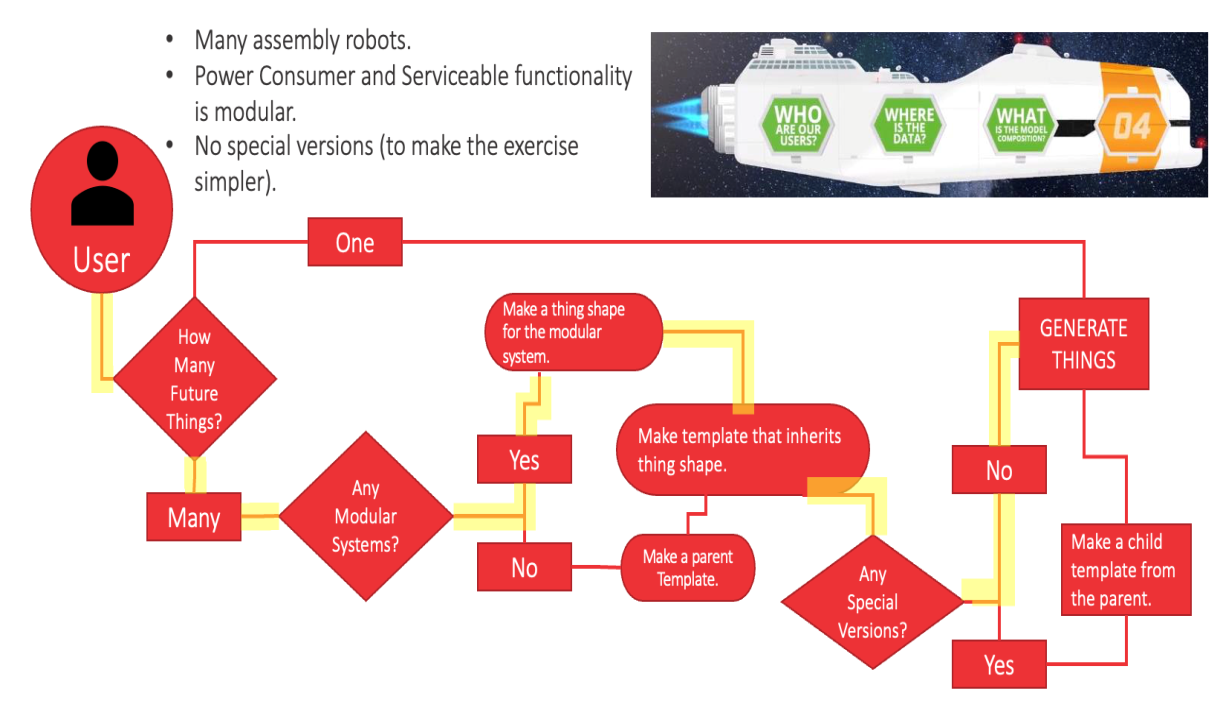 • Many assembly robots.
• Power Consumer and Serviceable functionality
is modular.
• No special versions (to make the exercise
simpler).
WHO
ARE OUR
USERS?
WHERE
IS THE
DATA?
WHAT
IS THE MODEL
COMPOSITION?
04
User
One
How
Many
Future
Things?
Make a thing shape
for the modular
system.
GENERATE
THINGS
Make template that inherits
thing shape.
Yes
No
Many
Any
Modular
Systems?
No
Make a parent
Template.
Any
Special
Versions?
Make a child
template from
the parent.
Yes